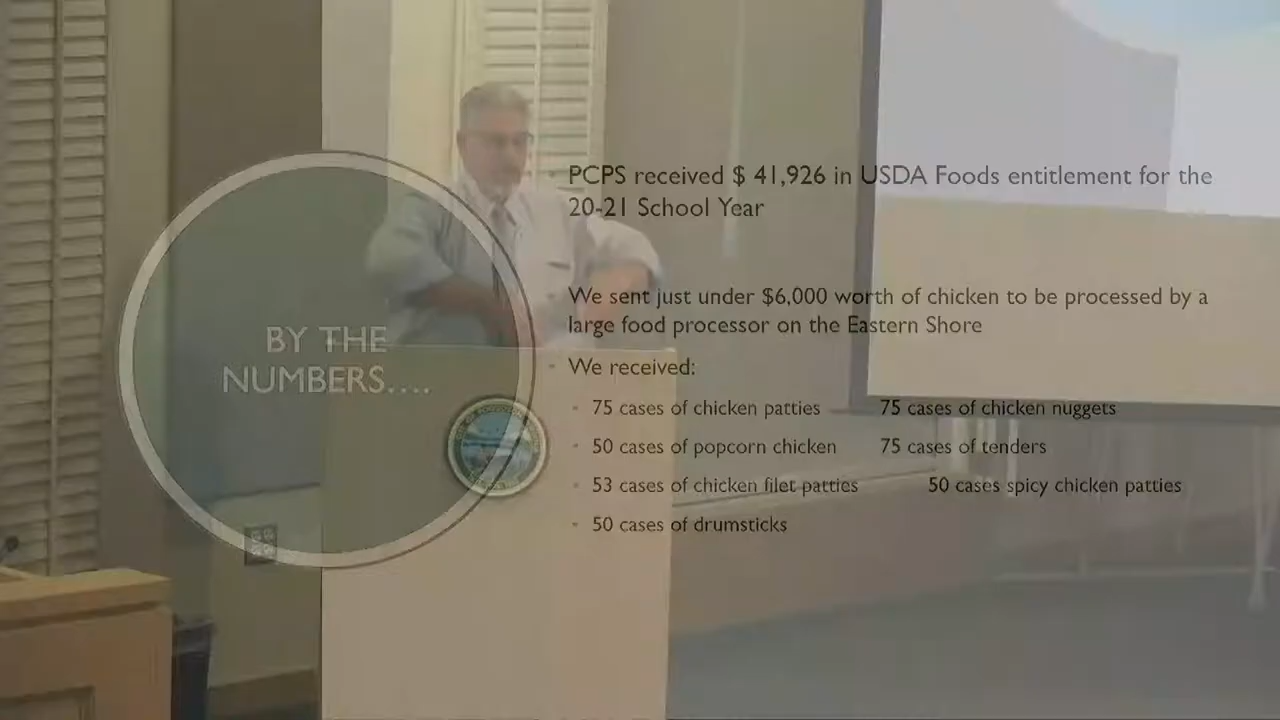 BY THE
NUMBERS....
PCPS received $ 41,926 in USDA Foods entitlement for the
20-21 School Year
We sent just under $6,000 worth of chicken to be processed by a
large food processor on the Eastern Shore
We received:
75 cases of chicken patties 75 cases of chicken nuggets
50 cases of popcorn chicken 75 cases of tenders
53 cases of chicken filet patties 50 cases spicy chicken patties
50 cases of drumsticks